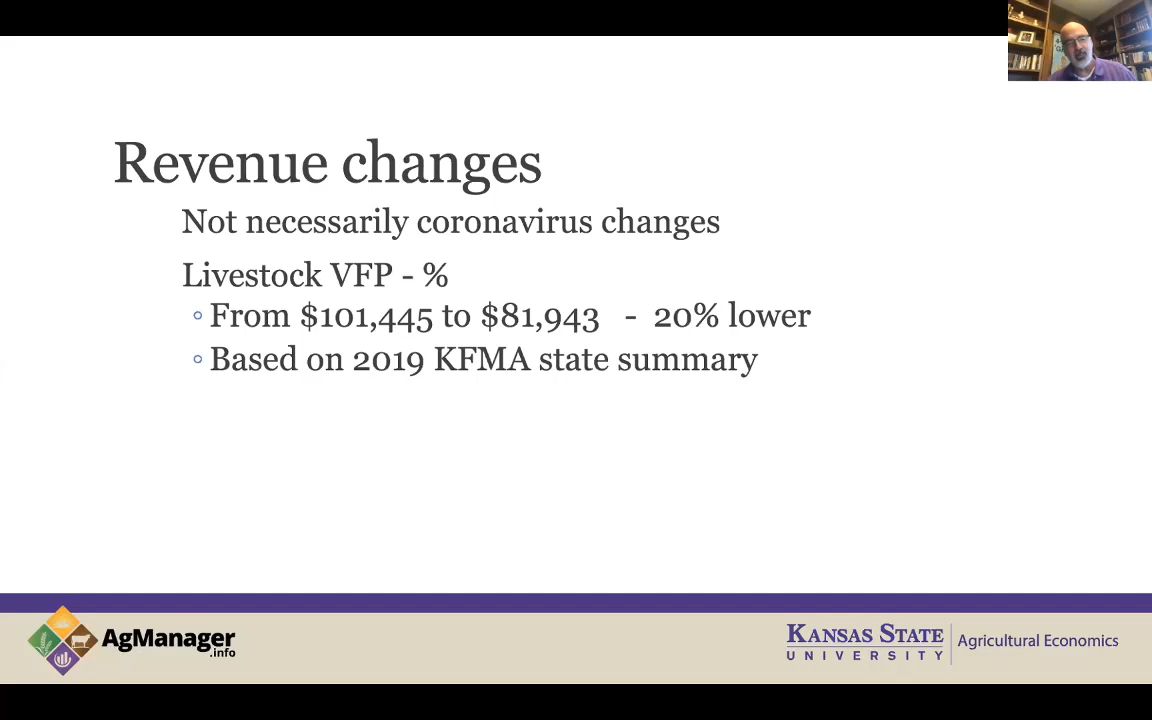 Revenue changes
Not necessarily coronavirus changes
Livestock VFP - %
◦ From $101,445 to $81,943 - 20% lower
◦ Based on 2019 KFMA state summary
AgManager
.info
KANSAS STATE
UNIVERSITY
Agricultural Economics